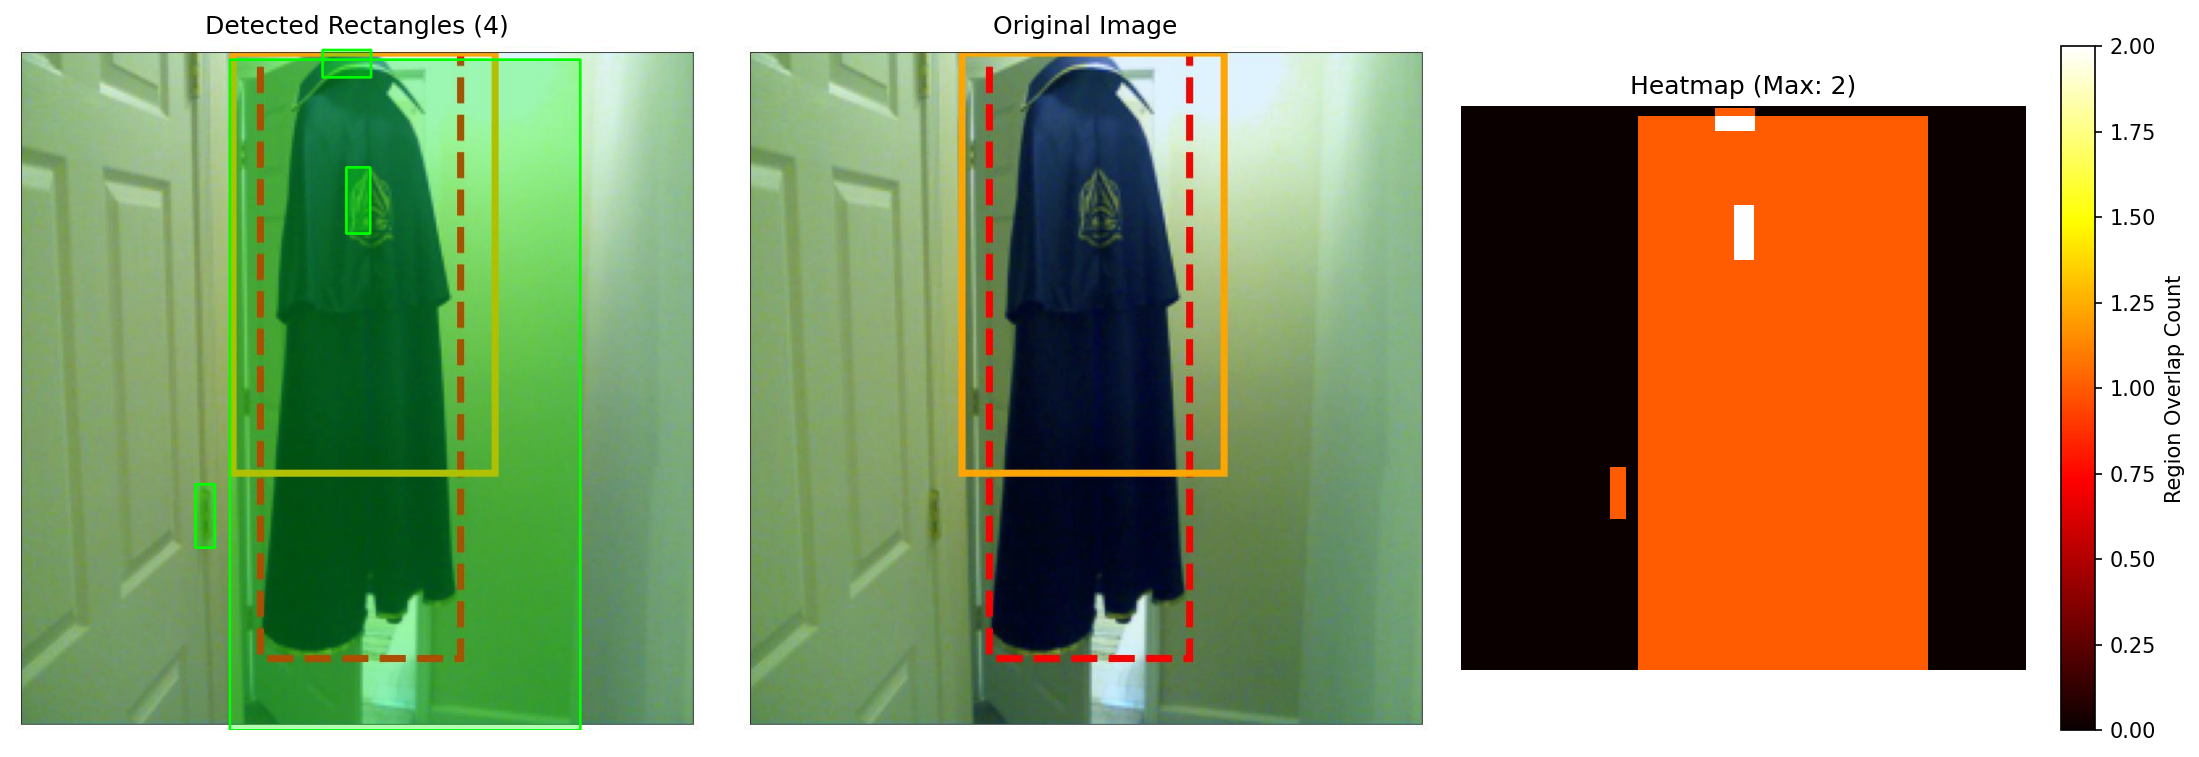 Detected Rectangles (4)
Original Image
Heatmap (Max: 2)
2.00
1.75
1.50
1.25
1.00
0.75
0.50
0.25
0.00
Region Overlap Count